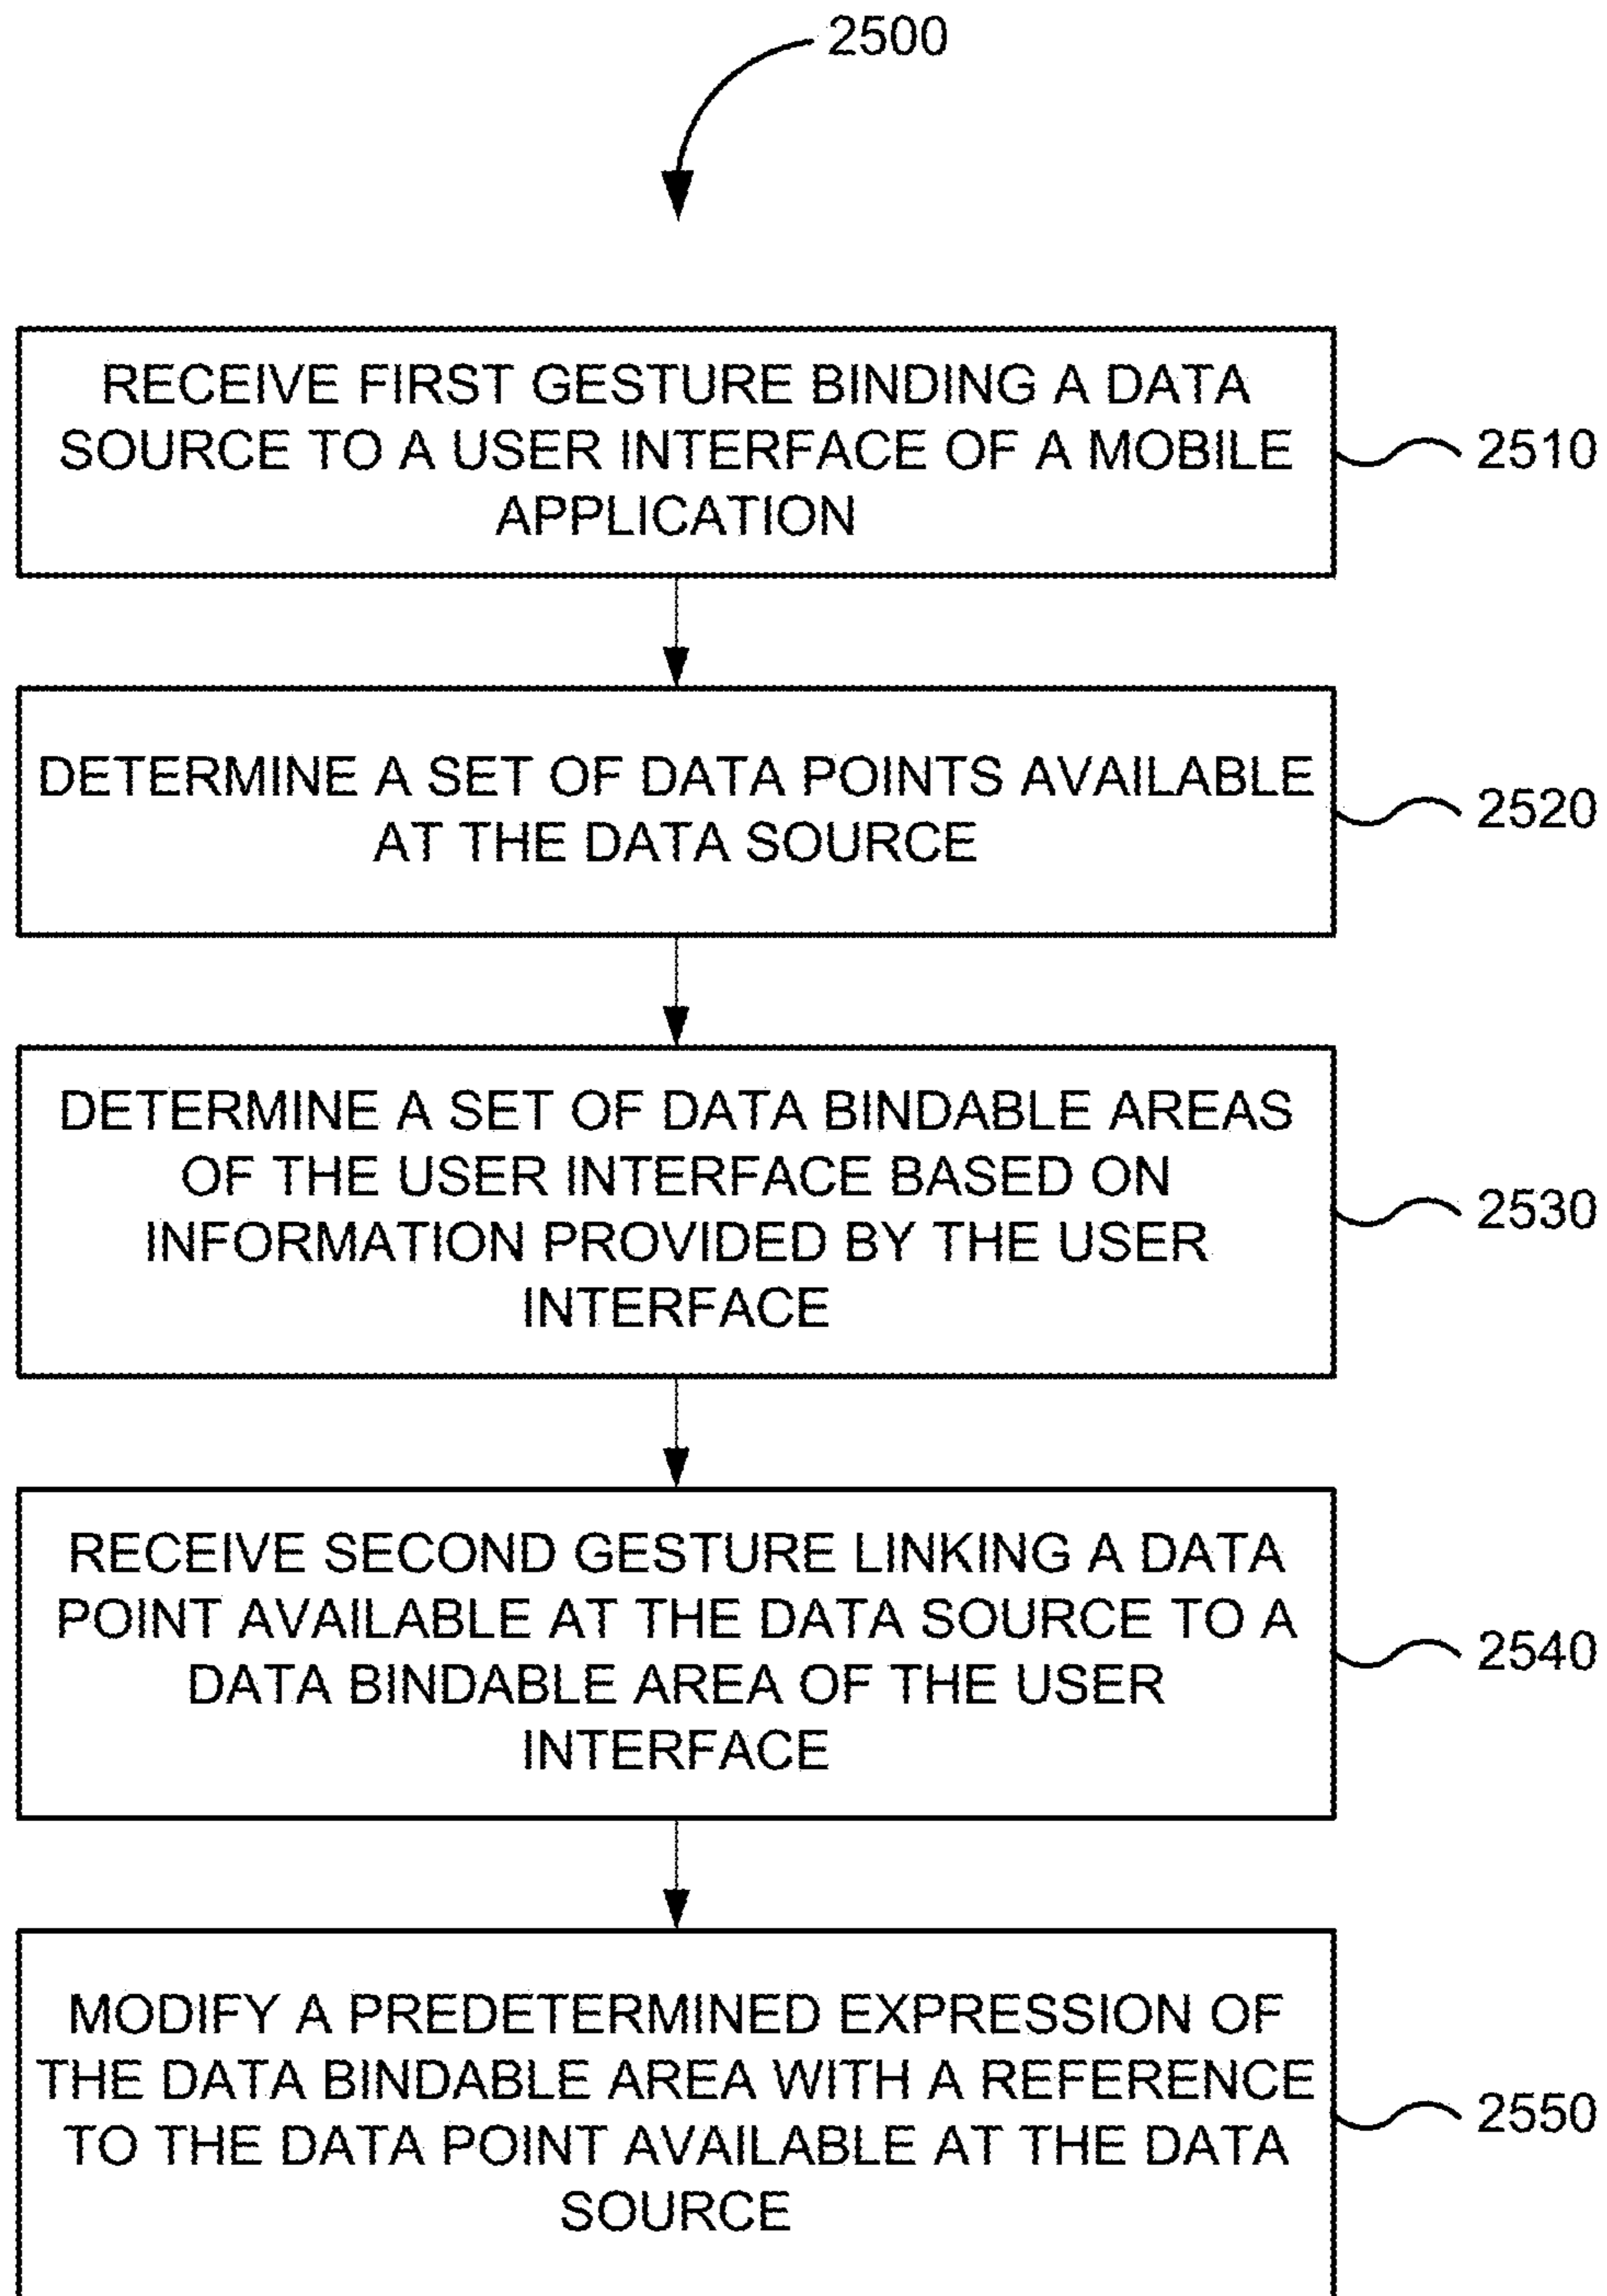 2500
RECEIVE FIRST GESTURE BINDING A DATA
SOURCE TO A USER INTERFACE OF A MOBILE
APPLICATION
2510
DETERMINE A SET OF DATA POINTS AVAILABLE
AT THE DATA SOURCE
2520
DETERMINE A SET OF DATA BINDABLE AREAS
OF THE USER INTERFACE BASED ON
INFORMATION PROVIDED BY THE USER
INTERFACE
2530
RECEIVE SECOND GESTURE LINKING A DATA
POINT AVAILABLE AT THE DATA SOURCE TO A
DATA BINDABLE AREA OF THE USER
INTERFACE
2540
MODIFY A PREDETERMINED EXPRESSION OF
THE DATA BINDABLE AREA WITH A REFERENCE
TO THE DATA POINT AVAILABLE AT THE DATA
SOURCE
2550